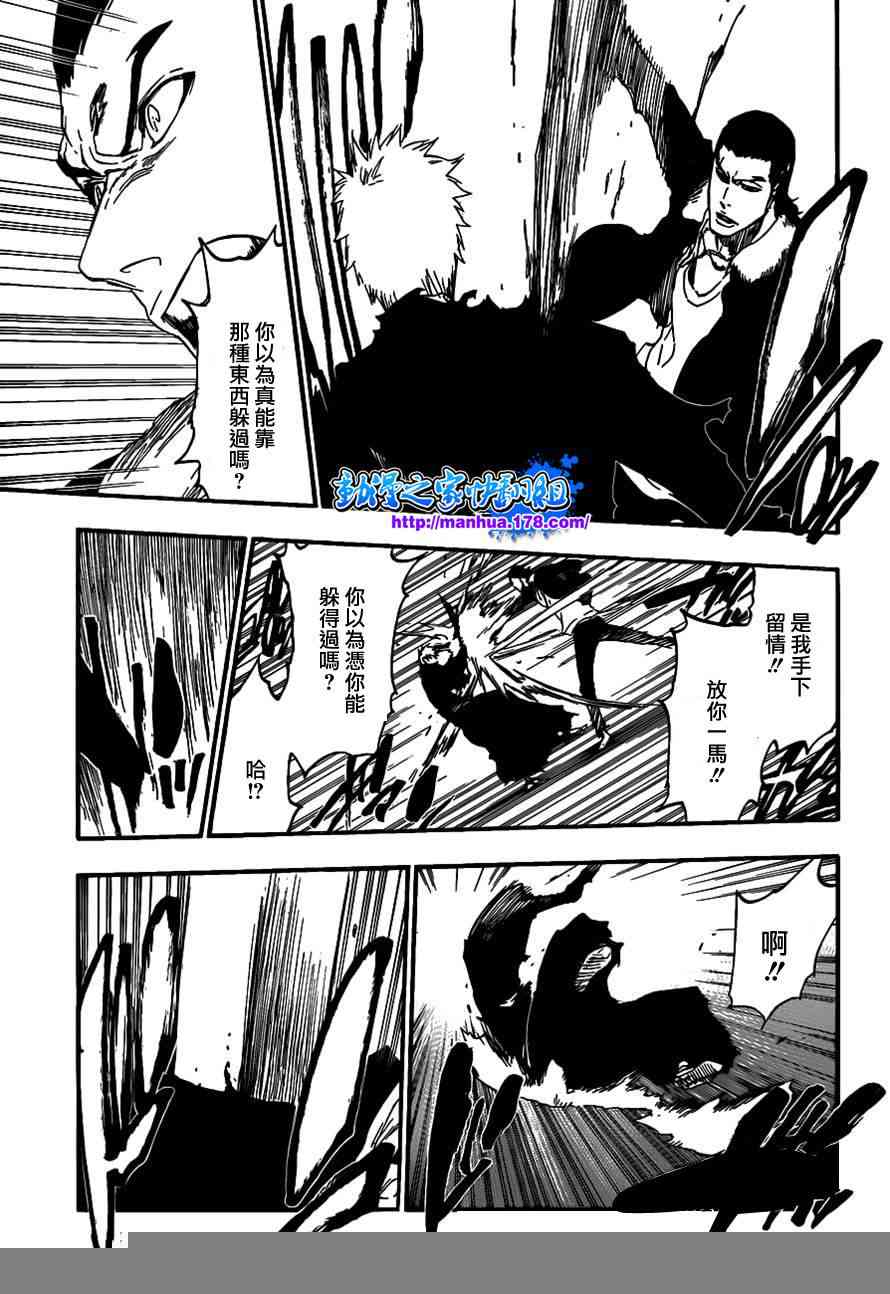 你以為真能靠
那種東西躲過嗎?
動漫之家快翻組
http://manhua.178.com/
是我手下
留情!!
放你一馬!!
你以為憑你能
躲得過嗎?
哈!?
啊!!